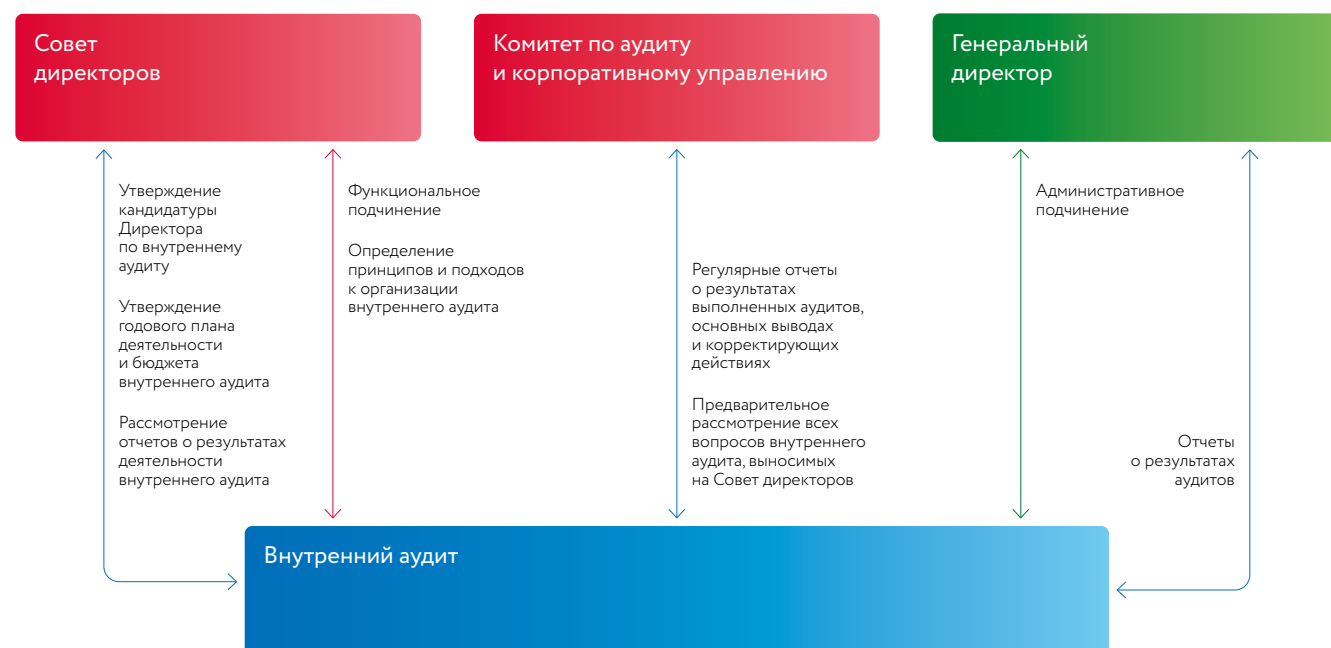 Совет
директоров
Комитет по аудиту
и корпоративному управлению
Генеральный
директор
Утверждение
кандидатуры
Директора
по внутреннему
аудиту
Утверждение
годового плана
деятельности
и бюджета
внутреннего аудита
Рассмотрение
отчетов о результатах
деятельности
внутреннего аудита
Функциональное
подчинение
Определение
принципов и подходов
к организации
внутреннего аудита
Регулярные отчеты
о результатах
выполненных аудитов,
основных выводах
и корректирующих
действиях
Предварительное
рассмотрение всех
вопросов внутреннего
аудита, выносимых
на Совет директоров
Административное
подчинение
Отчеты
о результатах
аудитов
Внутренний аудит